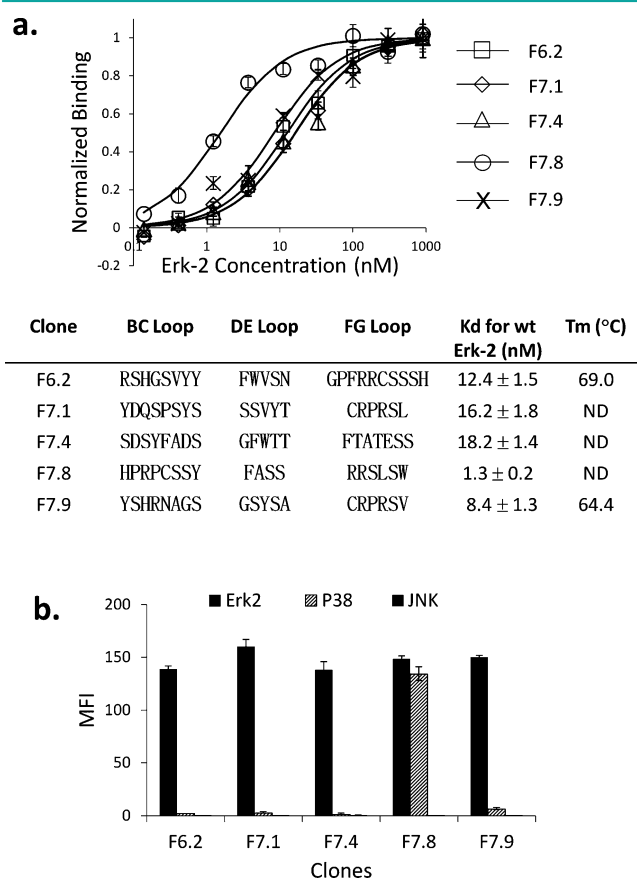 a.
Normalized Binding
1
0.8
0.6
0.4
0.2
0
-0.2
0.1
1
10
100
1000
Erk-2 Concentration (nM)
F6.2
F7.1
F7.4
F7.8
F7.9
Clone BC Loop DE Loop FG Loop Kd for wt Erk-2 (nM) Tm (°C)
F6.2 RSHGSVYY FWVSN GPFRRCSSSH 12.4 ± 1.5 69.0
F7.1 YDQSPSYS SSVYT CRPRSL 16.2 ± 1.8 ND
F7.4 SDSYFADS GFWTT FTATESS 18.2 ± 1.4 ND
F7.8 HPRPCSSY FASS RRSLSW 1.3 ± 0.2 ND
F7.9 YSHRNAGS GSYSA CRPRSV 8.4 ± 1.3 64.4
b.
Erk2 P38 JNK
MFI
200
150
100
50
0
F6.2 F7.1 F7.4 F7.8 F7.9
Clones